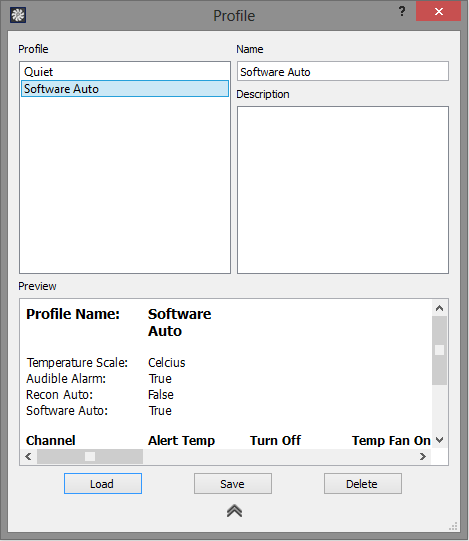 Profile
?
Profile
Name
Quiet
Software Auto
Software Auto
Description
Preview
Profile Name: Software
Auto
Temperature Scale: Celcius
Audible Alarm: True
Recon Auto: False
Software Auto: True
Channel Alert Temp Turn Off Temp Fan On
Load Save Delete